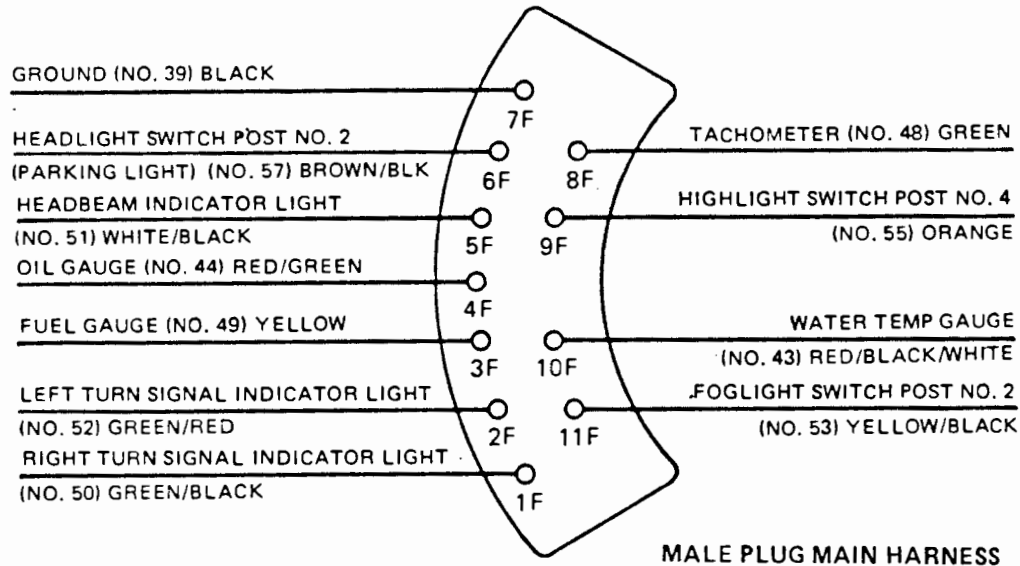 GROUND (NO. 39) BLACK
7F
HEADLIGHT SWITCH POST NO. 2
(PARKING LIGHT) (NO. 57) BROWN/BLK
6F
HEADBEAM INDICATOR LIGHT
(NO. 51) WHITE/BLACK
5F
OIL GAUGE (NO. 44) RED/GREEN
4F
FUEL GAUGE (NO. 49) YELLOW
3F
LEFT TURN SIGNAL INDICATOR LIGHT
(NO. 52) GREEN/RED
2F
RIGHT TURN SIGNAL INDICATOR LIGHT
(NO. 50) GREEN/BLACK
1F
TACHOMETER (NO. 48) GREEN
8F
HIGHLIGHT SWITCH POST NO. 4
(NO. 55) ORANGE
9F
WATER TEMP GAUGE
(NO. 43) RED/BLACK/WHITE
10F
FOGLIGHT SWITCH POST NO. 2
(NO. 53) YELLOW/BLACK
11F
MALE PLUG MAIN HARNESS